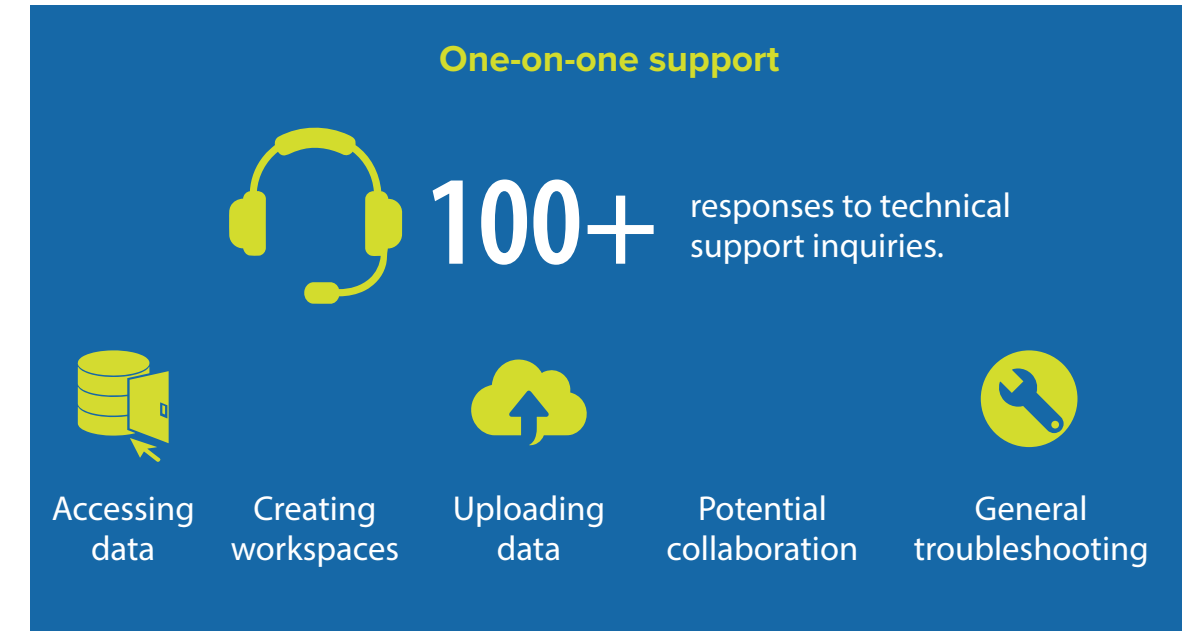 One-on-one support
100+
responses to technical
support inquiries.
Accessing
data
Creating
workspaces
Uploading
data
Potential
collaboration
General
troubleshooting